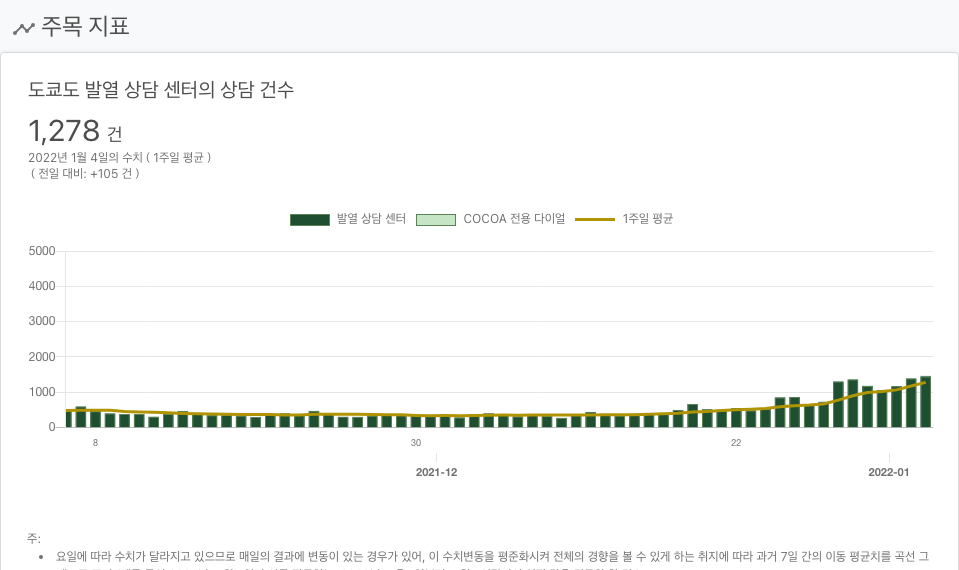 주목 지표
도쿄도 발열 상담 센터의 상담 건수
1,278 건
2022년 1월 4일의 수치 ( 1주일 평균 )
( 전일 대비: +105 건 )
발열 상담 센터 COCOA 전용 다이얼 1주일 평균
5000
4000
3000
2000
1000
0
8 30 22
2021-12 2022-01
주:
• 요일에 따라 수치가 달라지고 있으므로 매일의 결과에 변동이 있는 경우가 있어, 이 수치변동을 평준화시켜 전체의 경향을 볼 수 있게 하는 취지에 따라 과거 7일 간의 이동 평균치를 곡선 그